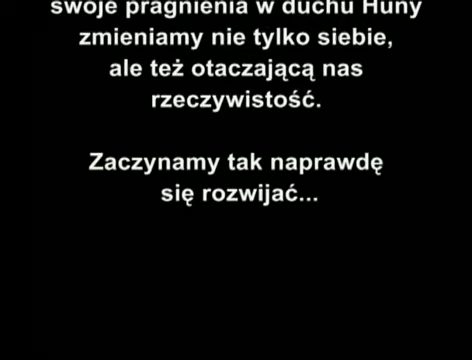 swoje pragnienia w duchu Huny
zmieniamy nie tylko siebie,
ale też otaczającą nas
rzeczywistość.
Zaczynamy tak naprawdę
się rozwijać...